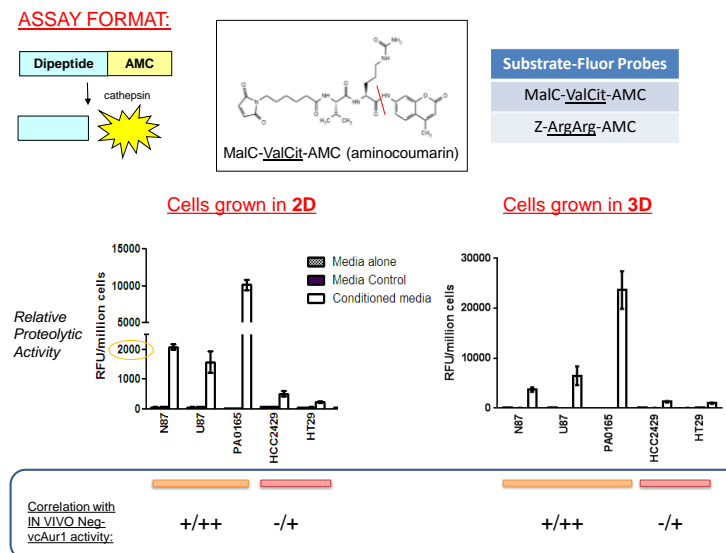 ASSAY FORMAT:
Dipeptide
AMC
cathepsin
MalC-ValCit-AMC (aminocoumarin)
Substrate-Fluor Probes
MalC-ValCit-AMC
Z-ArgArg-AMC
Cells grown in 2D
Cells grown in 3D
Relative
Proteolytic
Activity
RFU/million cells
15000
10000
5000
2000
1000
0
Media alone
Media Control
Conditioned media
N87
U87
PA0165
HCC2429
HT29
RFU/million cells
30000
20000
10000
0
N87
U87
PA0165
HCC2429
HT29
Correlation with
IN VIVO Neg-
vcAur1 activity:
+/++
-/+
+/++
-/+